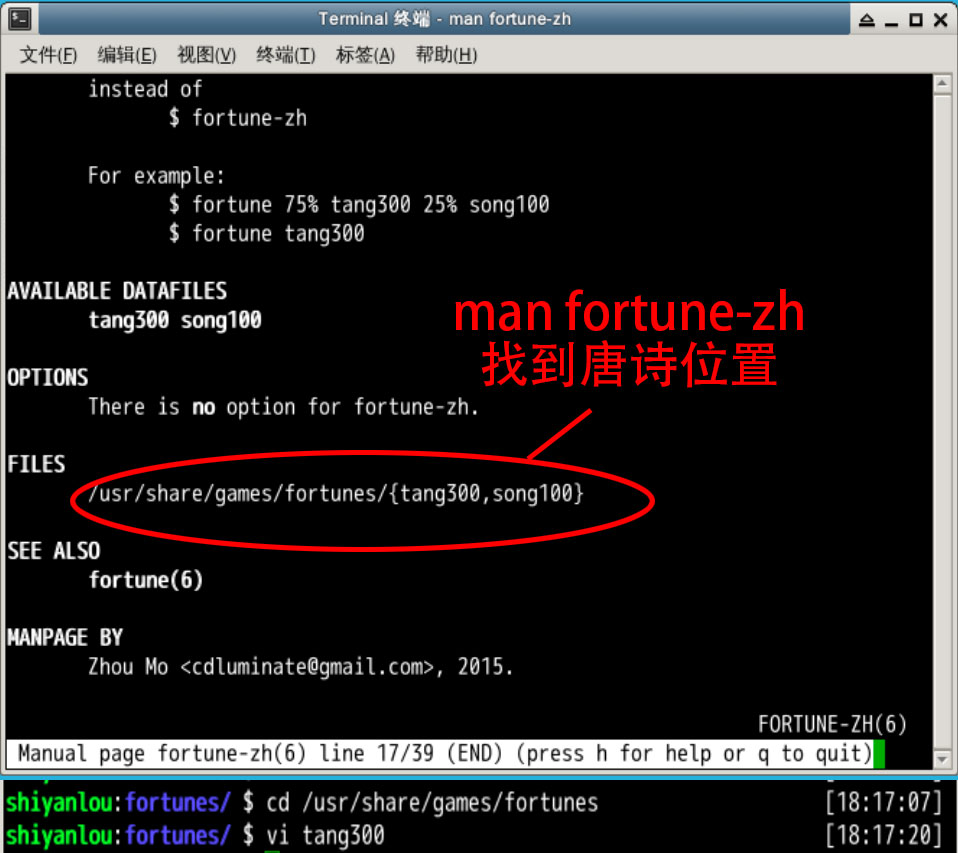 Terminal 终端 - man fortune-zh
文件(F) 编辑(E) 视图(V) 终端(T) 标签(A) 帮助(H)
instead of
$ fortune-zh
For example:
$ fortune 75% tang300 25% song100
$ fortune tang300
AVAILABLE DATAFILES
tang300 song100
man fortune-zh
找到唐诗位置
OPTIONS
There is no option for fortune-zh.
FILES
/usr/share/games/fortunes/{tang300,song100}
SEE ALSO
fortune(6)
MANPAGE BY
Zhou Mo <cdluminate@gmail.com>, 2015.
FORTUNE-ZH(6)
Manual page fortune-zh(6) line 17/39 (END) (press h for help or q to quit)
shiyanlou:fortunes/ $ cd /usr/share/games/fortunes [18:17:07]
shiyanlou:fortunes/ $ vi tang300 [18:17:20]